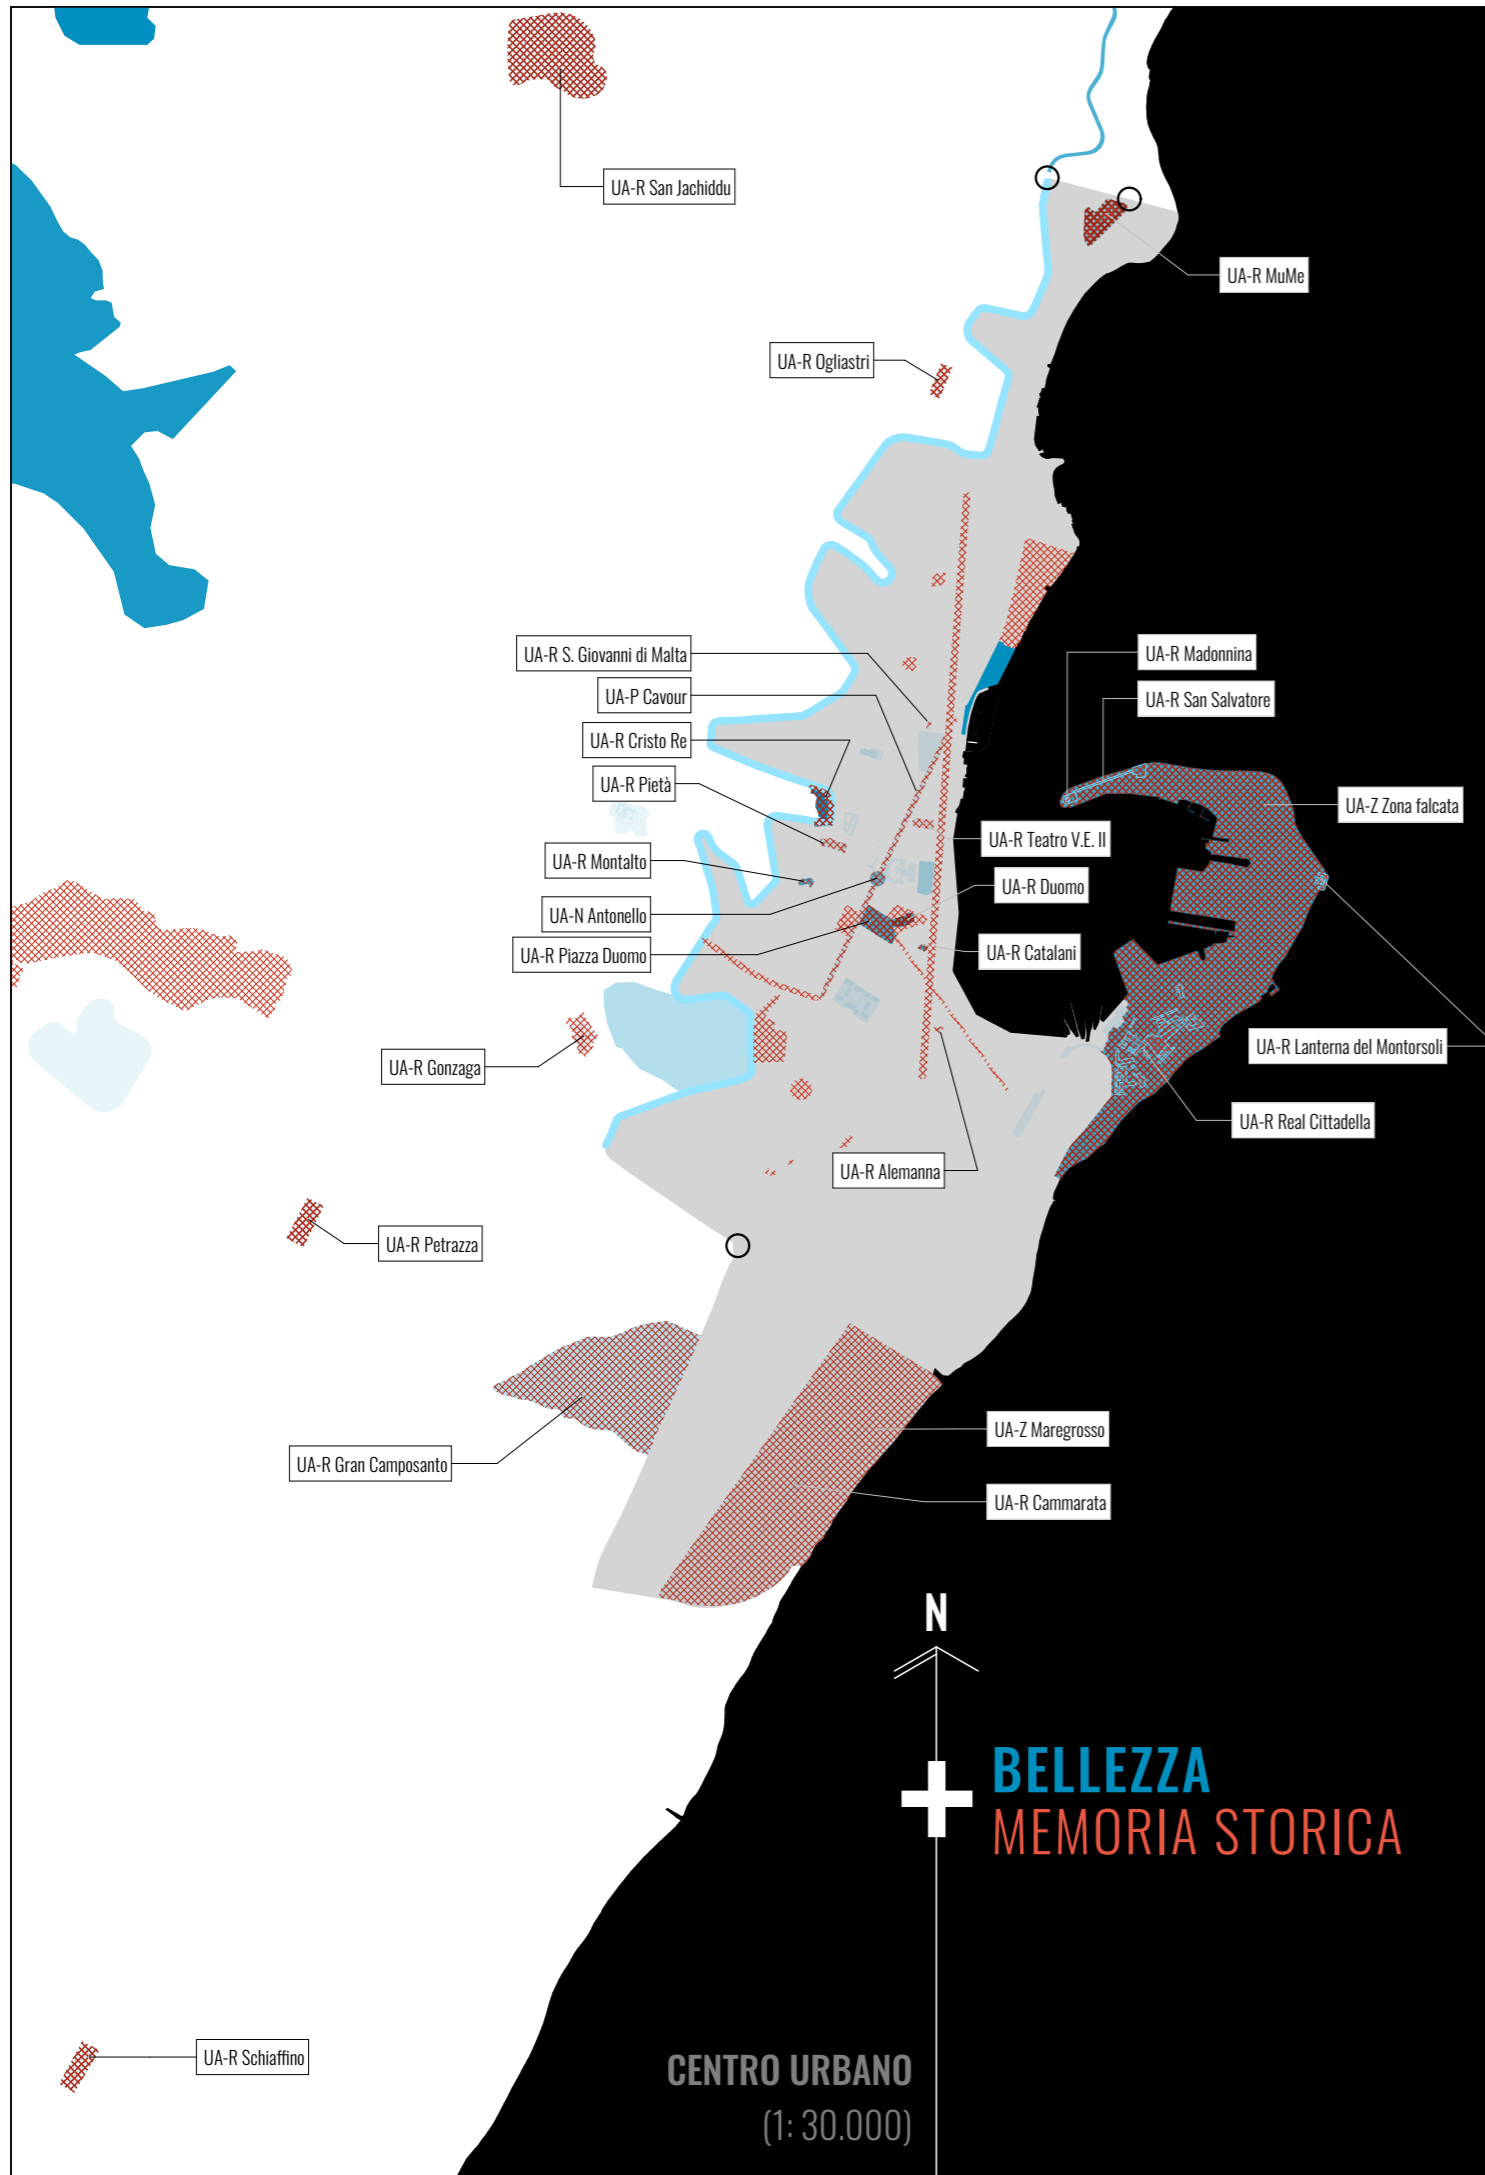 UA-R San Jachiddu
UA-R MuMe
UA-R Ogliastri
UA-R S. Giovanni di Malta
UA-R Madonnina
UA-P Cavour
UA-R San Salvatore
UA-R Cristo Re
UA-R Pietà
UA-Z Zona falcata
UA-R Teatro V.E. II
UA-R Montalto
UA-R Duomo
UA-N Antonello
UA-R Piazza Duomo
UA-R Catalani
UA-R Lanterna del Montorsoli
UA-R Gonzaga
UA-R Real Cittadella
UA-R Alemanna
UA-R Petrazza
UA-Z Maregrosso
UA-R Gran Camposanto
UA-R Cammarata
N
BELLEZZA
MEMORIA STORICA
UA-R Schiaffino
CENTRO URBANO
(1: 30.000)